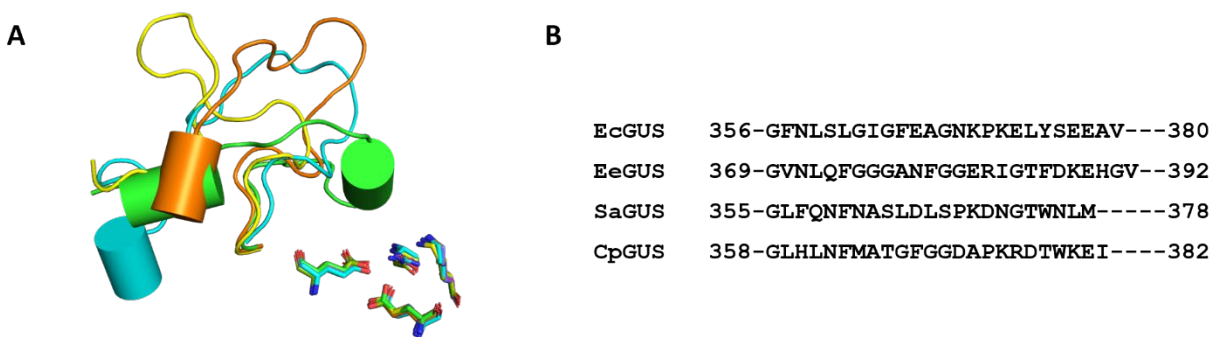 A
B
EcGUS 356-GFNLSLGIGFEAGNKPKELYSEEAV---380
EeGUS 369-GVNLQFGGGANFGGERIGTFDKEHGV--392
SaGUS 355-GLFQNFNASLDLSPKDNGTWNLM-----378
CpGUS 358-GLHLNFMATGFGGDAPKRDTWKEI----382